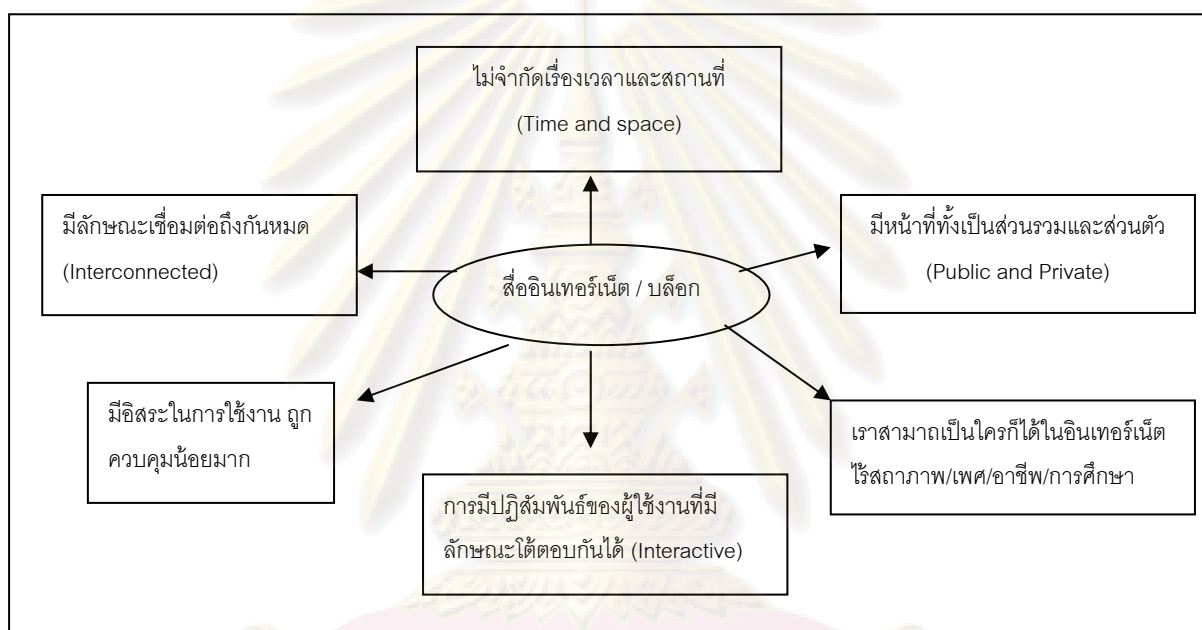 ไม่จำกัดเรื่องเวลาและสถานที่
(Time and space)
มีลักษณะเชื่อมต่อถึงกันหมด
(Interconnected)
มีหน้าที่ทั้งเป็นส่วนรวมและส่วนตัว
(Public and Private)
สื่ออินเทอร์เน็ต / บล็อก
มีอิสระในการใช้งาน ถูก
ควบคุมน้อยมาก
เราสามาถเป็นใครก็ได้ในอินเทอร์เน็ต
ไร้สถาภาพ/เพศ/อาชีพ/การศึกษา
การมีปฏิสัมพันธ์ของผู้ใช้งานที่มี
ลักษณะโต้ตอบกันได้ (Interactive)